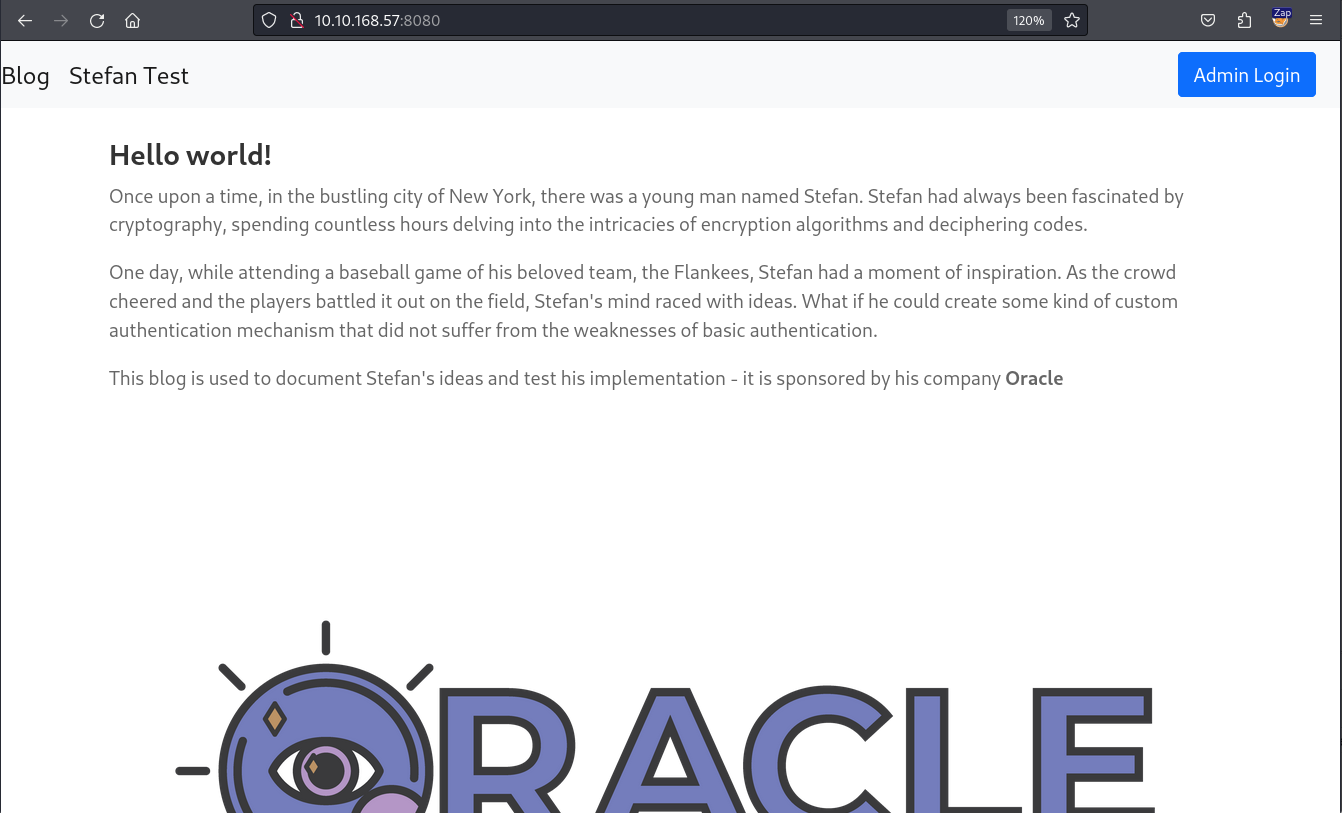 10.10.168.57:8080
120%
Zap
Blog Stefan Test
Admin Login
Hello world!
Once upon a time, in the bustling city of New York, there was a young man named Stefan. Stefan had always been fascinated by
cryptography, spending countless hours delving into the intricacies of encryption algorithms and deciphering codes.
One day, while attending a baseball game of his beloved team, the Flankees, Stefan had a moment of inspiration. As the crowd
cheered and the players battled it out on the field, Stefan's mind raced with ideas. What if he could create some kind of custom
authentication mechanism that did not suffer from the weaknesses of basic authentication.
This blog is used to document Stefan's ideas and test his implementation - it is sponsored by his company Oracle
ORACLE